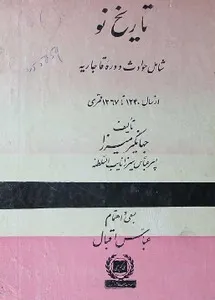 تاریخ نو
شامل حوادث دورهٔ قاجاریه
از سال ۱۲۴۰ تا ۱۲۶۷ قمری
تألیف
جهانگیر میرزا
پسر عباس میرزا نایب السلطنه
بسعی و اهتمام
عباس اقبال